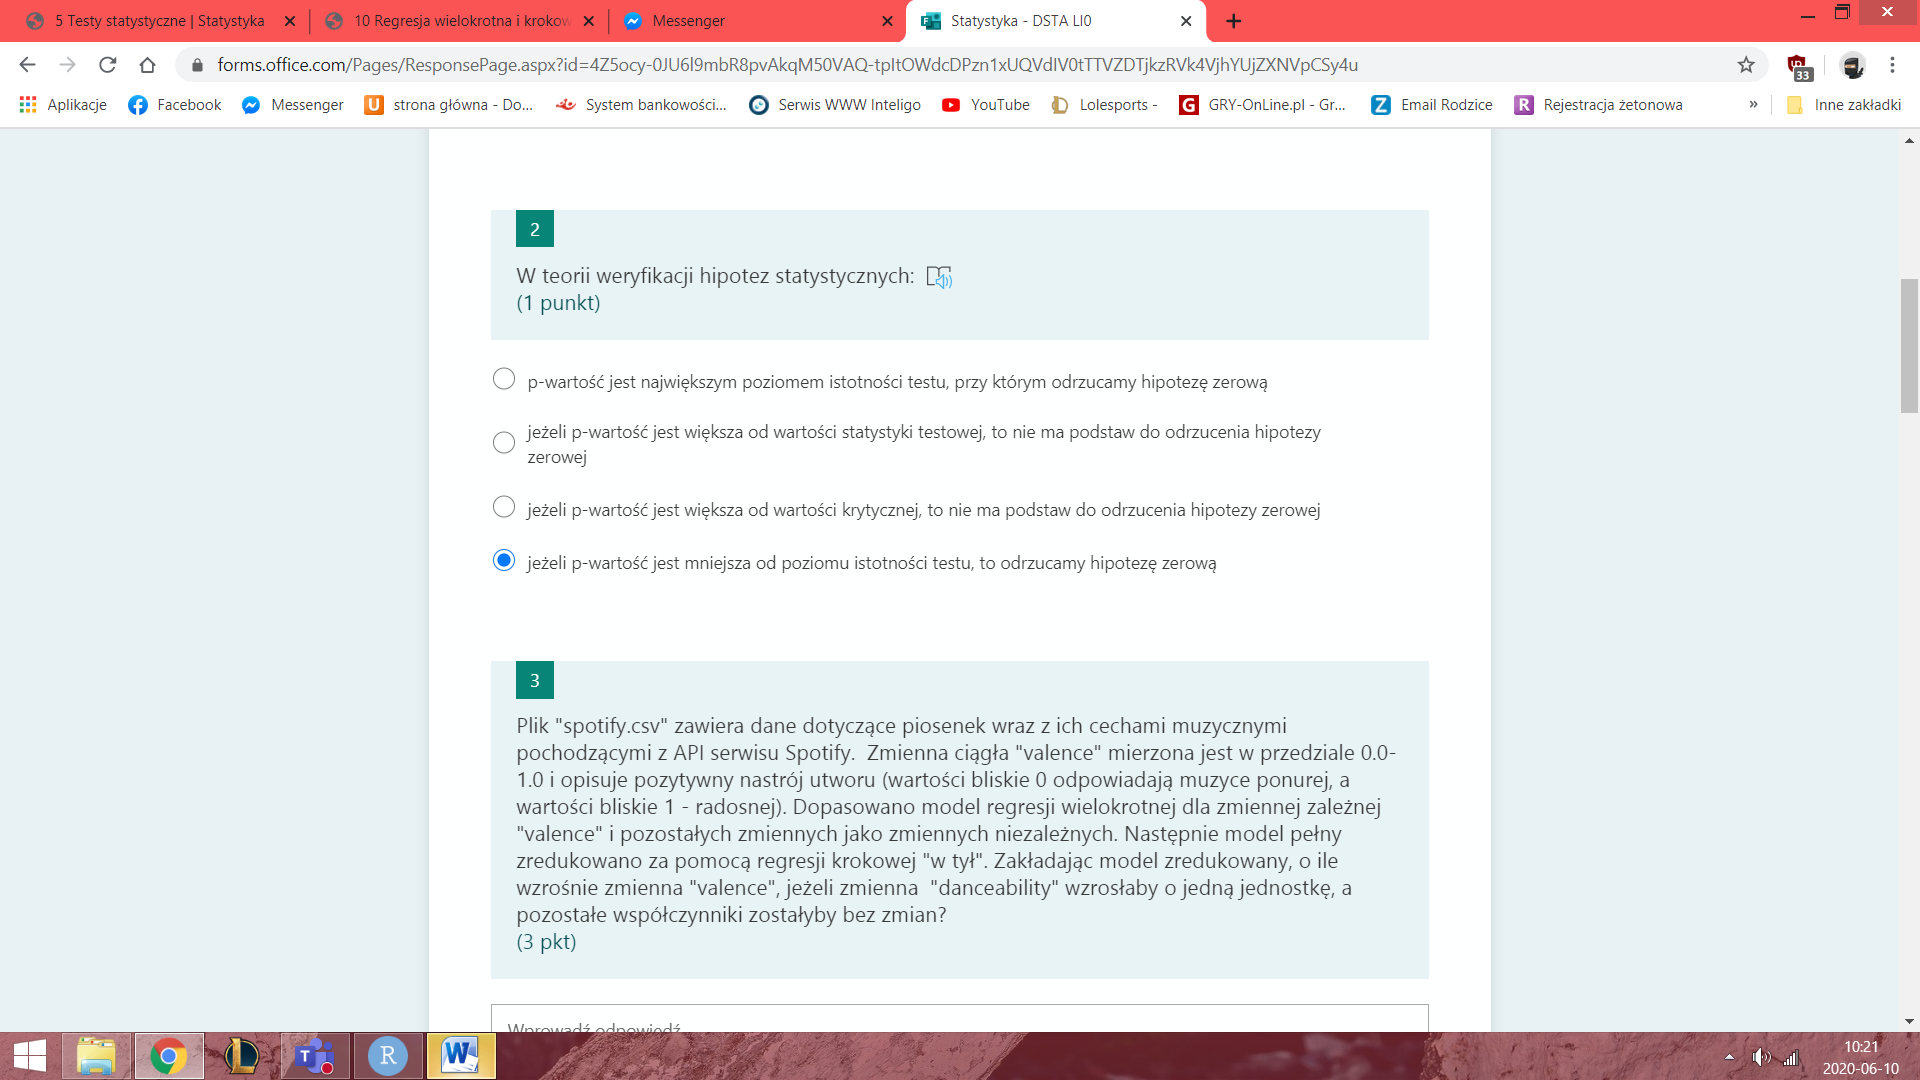 5 Testy statystyczne | Statystyka
10 Regresja wielokrotna i krokow
Messenger
Statystyka - DSTA LI0
forms.office.com/Pages/ResponsePage.aspx?id=4Z5ocy-0JU6l9mbR8pvAkqM50VAQ-tpItOWdcDPzn1xUQVdIV0tTTVZDTjkzRVk4VjhYUjZXNVpCSy4u
33
Aplikacje
Facebook
Messenger
strona główna - Do...
System bankowości...
Serwis WWW Inteligo
YouTube
Lolesports -
GRY-OnLine.pl - Gr...
Email Rodzice
Rejestracja żetonowa
»
Inne zakładki
2
W teorii weryfikacji hipotez statystycznych:
(1 punkt)
p-wartość jest największym poziomem istotności testu, przy którym odrzucamy hipotezę zerową
jeżeli p-wartość jest większa od wartości statystyki testowej, to nie ma podstaw do odrzucenia hipotezy
zerowej
jeżeli p-wartość jest większa od wartości krytycznej, to nie ma podstaw do odrzucenia hipotezy zerowej
jeżeli p-wartość jest mniejsza od poziomu istotności testu, to odrzucamy hipotezę zerową
3
Plik "spotify.csv" zawiera dane dotyczące piosenek wraz z ich cechami muzycznymi
pochodzącymi z API serwisu Spotify.  Zmienna ciągła "valence" mierzona jest w przedziale 0.0-
1.0 i opisuje pozytywny nastrój utworu (wartości bliskie 0 odpowiadają muzyce ponurej, a
wartości bliskie 1 - radosnej). Dopasowano model regresji wielokrotnej dla zmiennej zależnej
"valence" i pozostałych zmiennych jako zmiennych niezależnych. Następnie model pełny
zredukowano za pomocą regresji krokowej "w tył". Zakładając model zredukowany, o ile
wzrośnie zmienna "valence", jeżeli zmienna  "danceability" wzrosłaby o jedną jednostkę, a
pozostałe współczynniki zostałyby bez zmian?
(3 pkt)
Wprowadź odpowiedź
10:21
2020-06-10